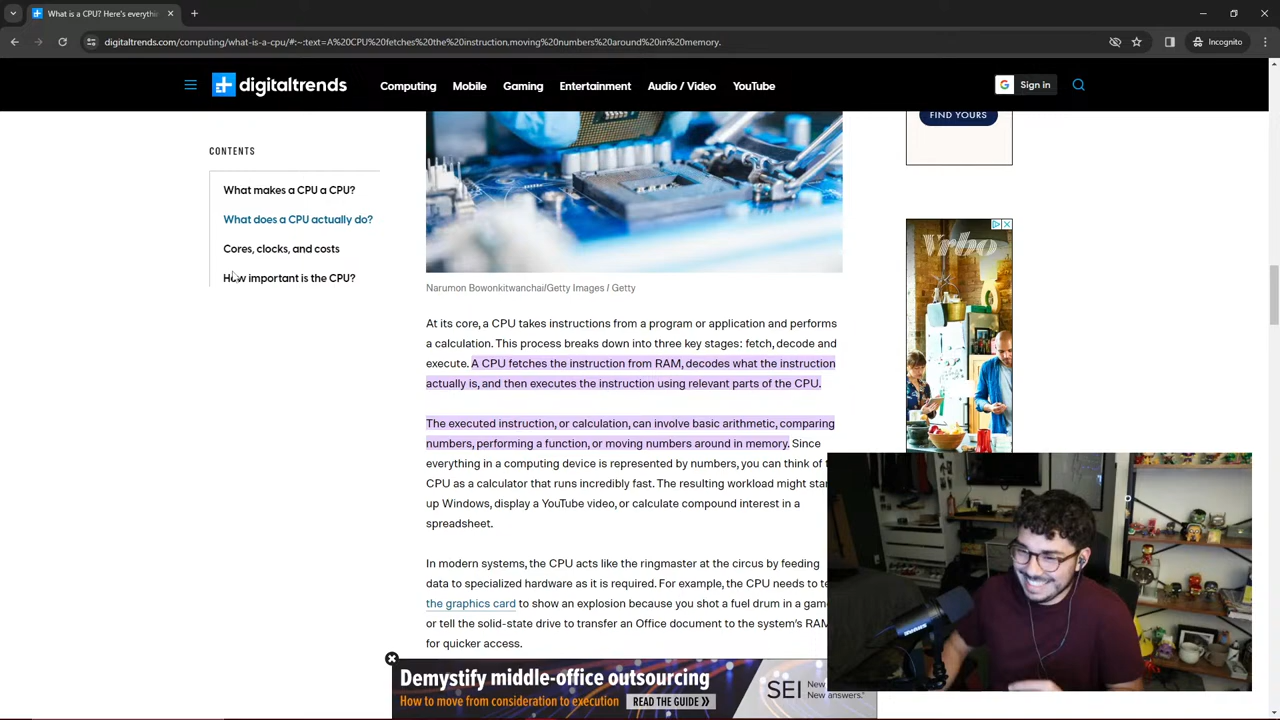 What is a CPU? Here's everythin
digitaltrends.com/computing/what-is-a-cpu/#:~:text=A%20CPU%20fetches%20the%20instruction,moving%20numbers%20around%20in%20memory.
Incognito
digitaltrends
Computing
Mobile
Gaming
Entertainment
Audio / Video
YouTube
Sign in
FIND YOURS
CONTENTS
What makes a CPU a CPU?
What does a CPU actually do?
Cores, clocks, and costs
How important is the CPU?
Narumon Bowonkitwanchai/Getty Images / Getty
At its core, a CPU takes instructions from a program or application and performs
a calculation. This process breaks down into three key stages: fetch, decode and
execute. A CPU fetches the instruction from RAM, decodes what the instruction
actually is, and then executes the instruction using relevant parts of the CPU.
The executed instruction, or calculation, can involve basic arithmetic, comparing
numbers, performing a function, or moving numbers around in memory. Since
everything in a computing device is represented by numbers, you can think of
CPU as a calculator that runs incredibly fast. The resulting workload might star
up Windows, display a YouTube video, or calculate compound interest in a
spreadsheet.
In modern systems, the CPU acts like the ringmaster at the circus by feeding
data to specialized hardware as it is required. For example, the CPU needs to te
the graphics card to show an explosion because you shot a fuel drum in a gam
or tell the solid-state drive to transfer an Office document to the system's RAM
for quicker access.
Vrbo
Demystify middle-office outsourcing
How to move from consideration to execution
READ THE GUIDE
SEI
New
New answers.